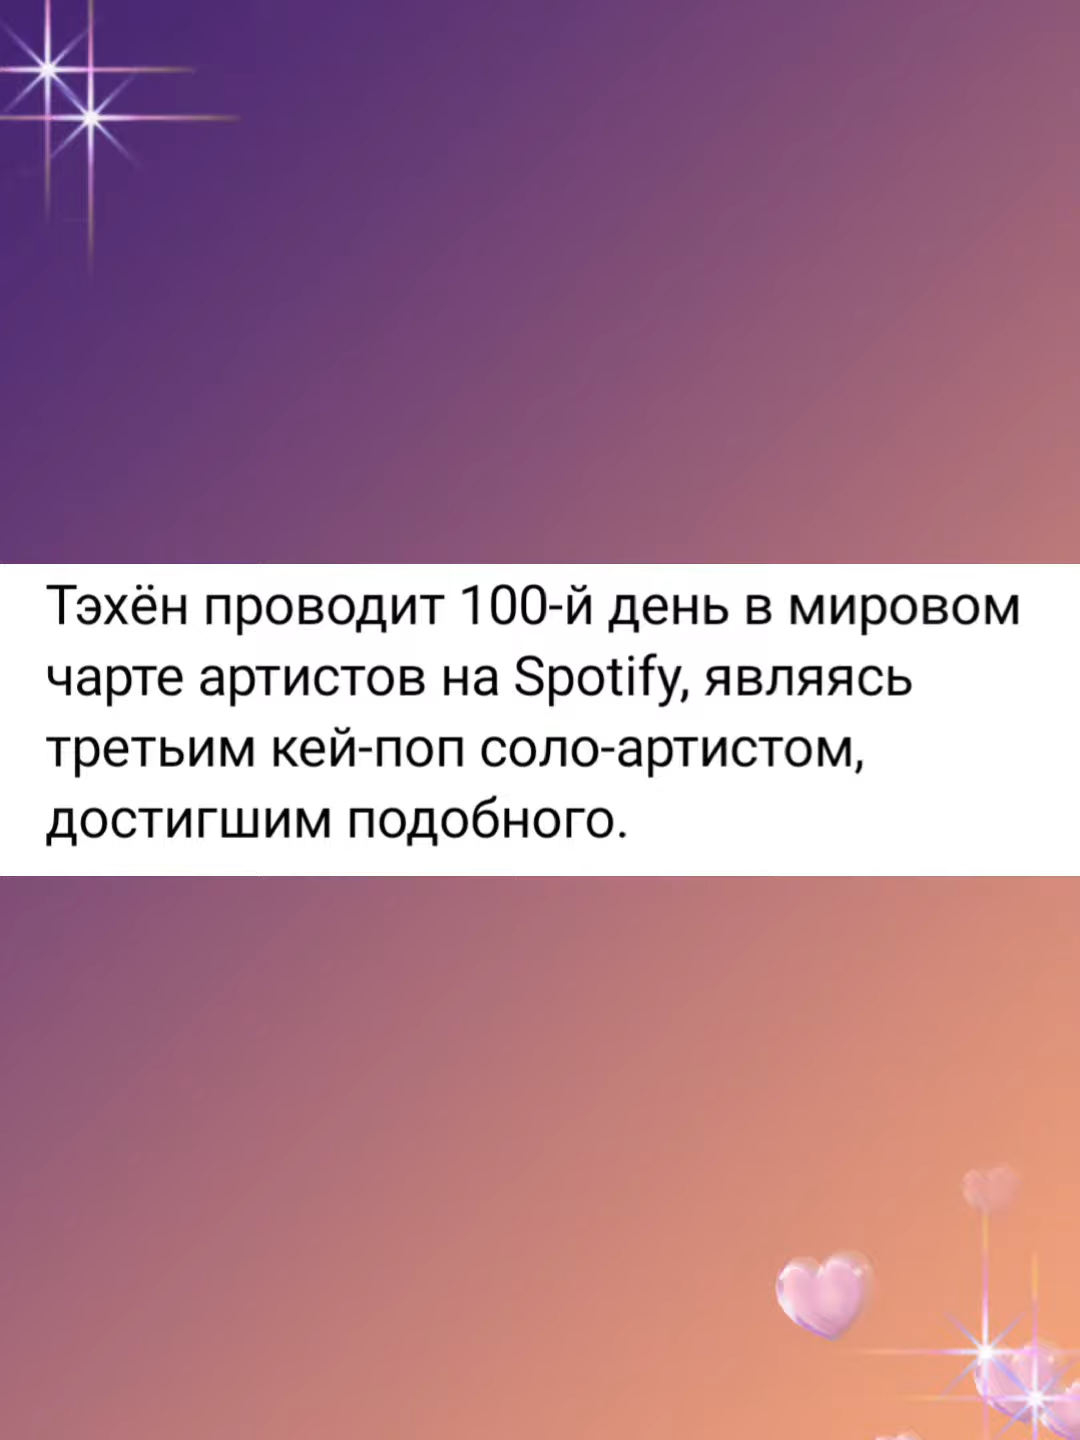 Тэхён проводит 100-й день в мировом
чарте артистов на Spotify, являясь
третьим кей-поп соло-артистом,
достигшим подобного.